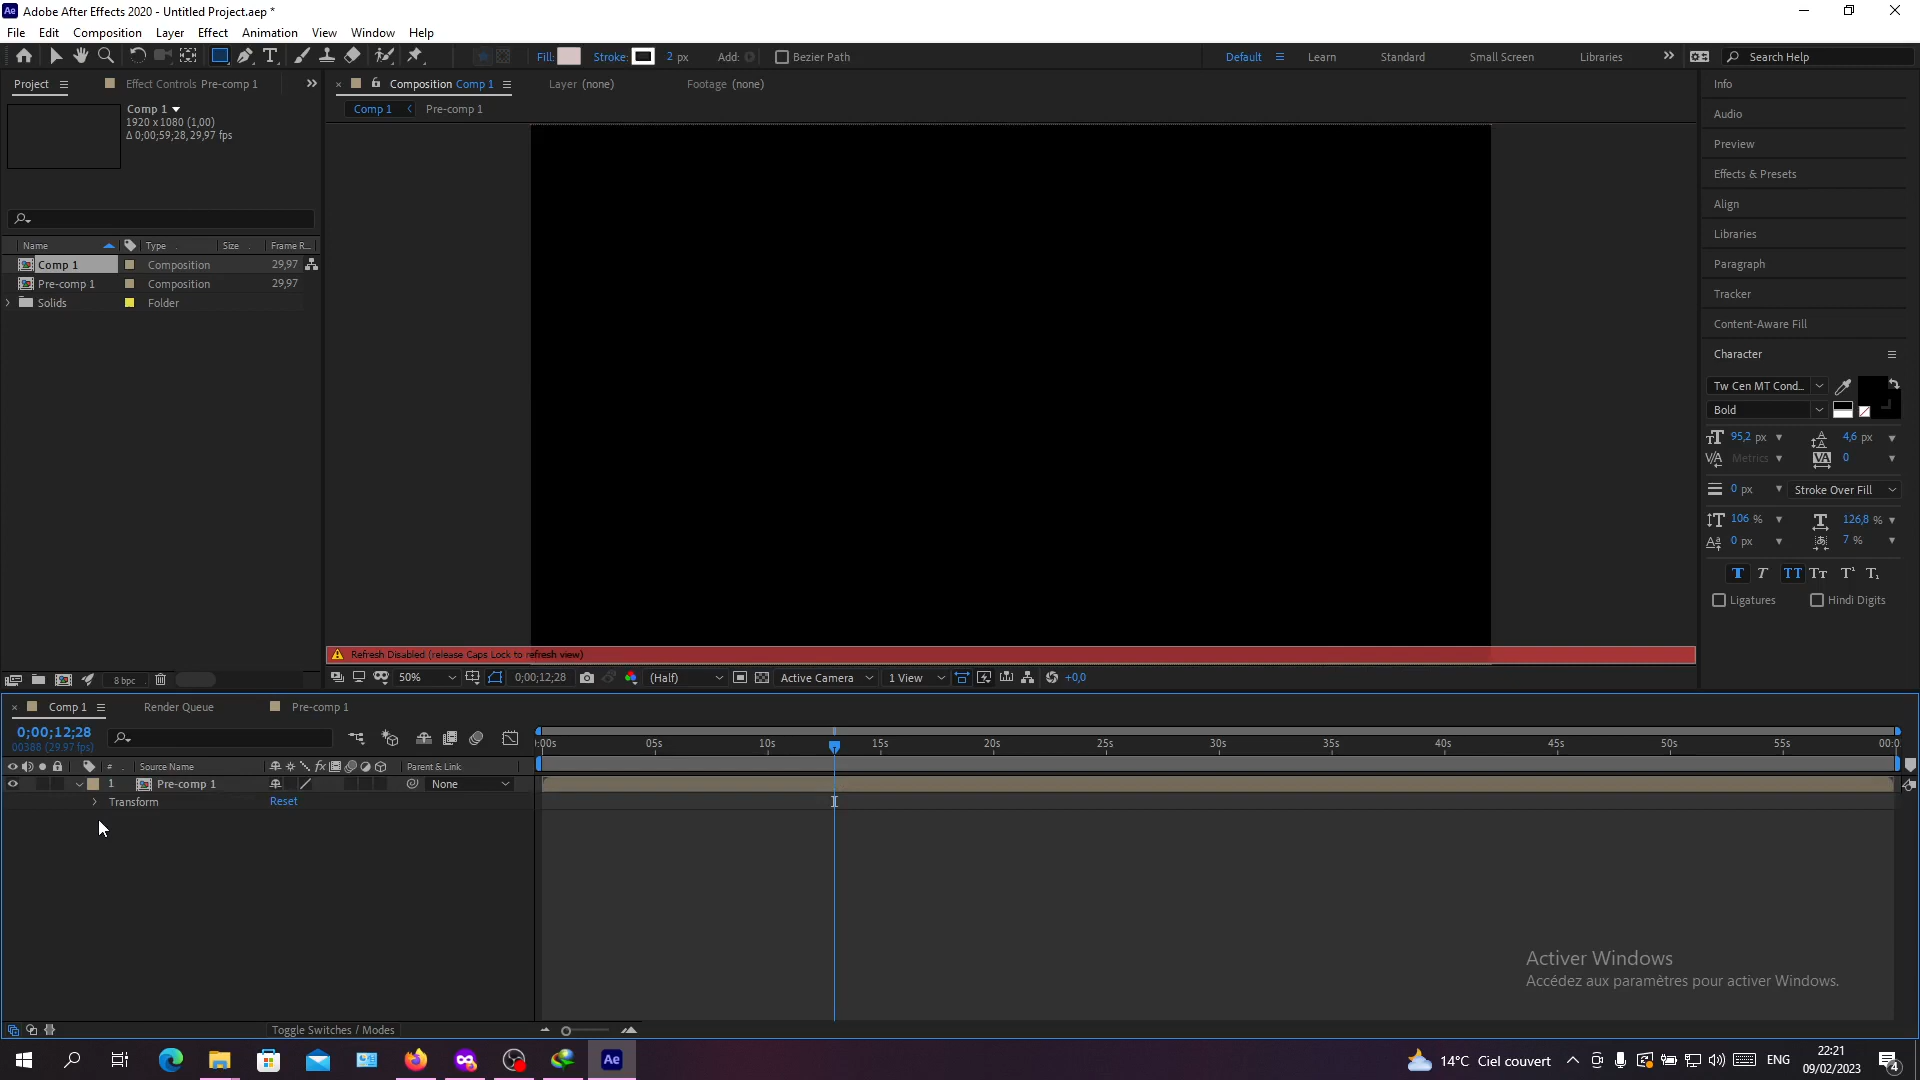 Adobe After Effects 2020 - Untitled Project.aep *
File Edit Composition Layer Effect Animation View Window Help
Fill: Stroke: 2 px Add: Bezier Path Default Learn Standard Small Screen Libraries Search Help
Project Effect Controls Pre-comp 1 Composition Comp 1 Layer (none) Footage (none) Info
Comp 1 Pre-comp 1
Comp 1
1920 x 1080 (1,00)
Δ 0;00;59;28, 29,97 fps
Audio
Preview
Effects & Presets
Align
Name Type Size Frame R...
Comp 1 Composition 29,97
Pre-comp 1 Composition 29,97
Solids Folder
Libraries
Paragraph
Tracker
Content-Aware Fill
Character
Tw Cen MT Cond...
Bold
95,2 px 4,6 px
Metrics 0
0 px Stroke Over Fill
106 % 126,8 %
0 px 7 %
T T TT Tт T¹ T₁
Ligatures Hindi Digits
Refresh Disabled (release Caps Lock to refresh view)
8 bpc 50% 0;00;12;28 (Half) Active Camera 1 View +0,0
Comp 1 Render Queue Pre-comp 1
0;00;12;28
00388 (29.97 fps)
:00s 05s 10s 15s 20s 25s 30s 35s 40s 45s 50s 55s 00:0
# Source Name fx Parent & Link
1 Pre-comp 1 None
Transform Reset
Activer Windows
Accédez aux paramètres pour activer Windows.
Toggle Switches / Modes
Ae 14°C Ciel couvert ENG 22:21
09/02/2023
4